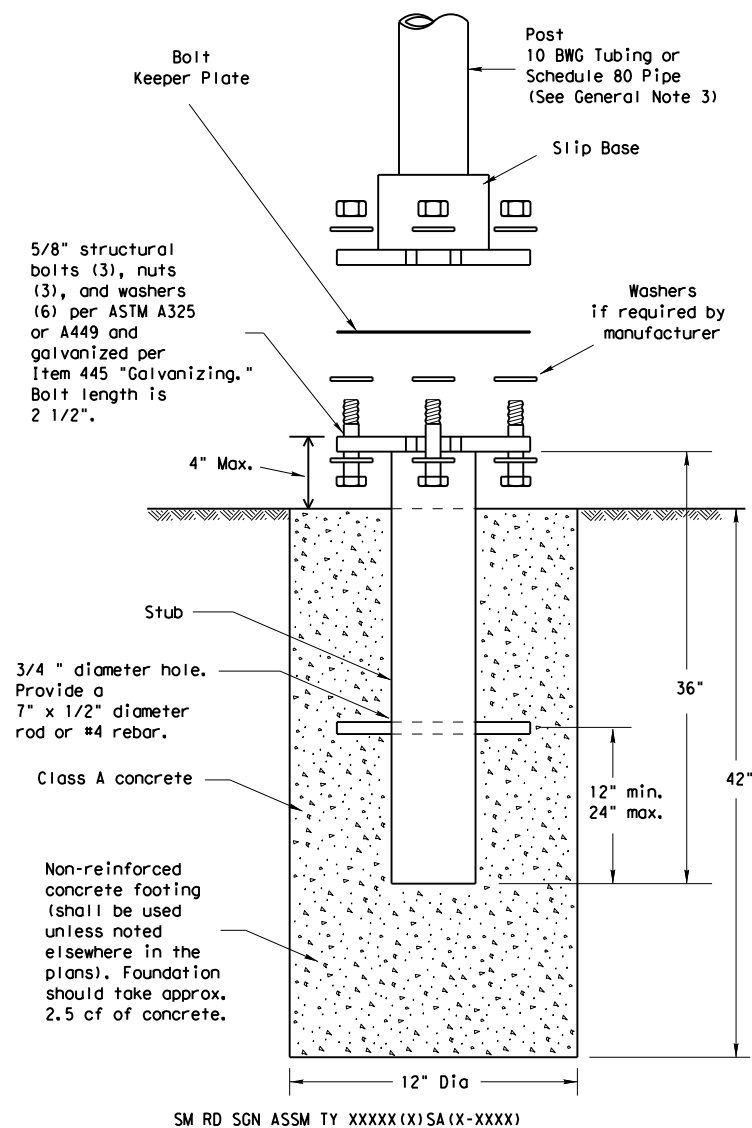 Bolt
Keeper Plate
Post
10 BWG Tubing or
Schedule 80 Pipe
(See General Note 3)
Slip Base
5/8" structural
bolts (3), nuts
(3), and washers
(6) per ASTM A325
or A449 and
galvanized per
Item 445 "Galvanizing."
Bolt length is
2 1/2".
Washers
if required by
manufacturer
4" Max.
Stub
3/4 " diameter hole.
Provide a
7" x 1/2" diameter
rod or #4 rebar.
36"
Class A concrete
12" min.
24" max.
42"
Non-reinforced
concrete footing
(shall be used
unless noted
elsewhere in the
plans). Foundation
should take approx.
2.5 cf of concrete.
12" Dia
SM RD SGN ASSM TY XXXXX(X)SA(X-XXXX)